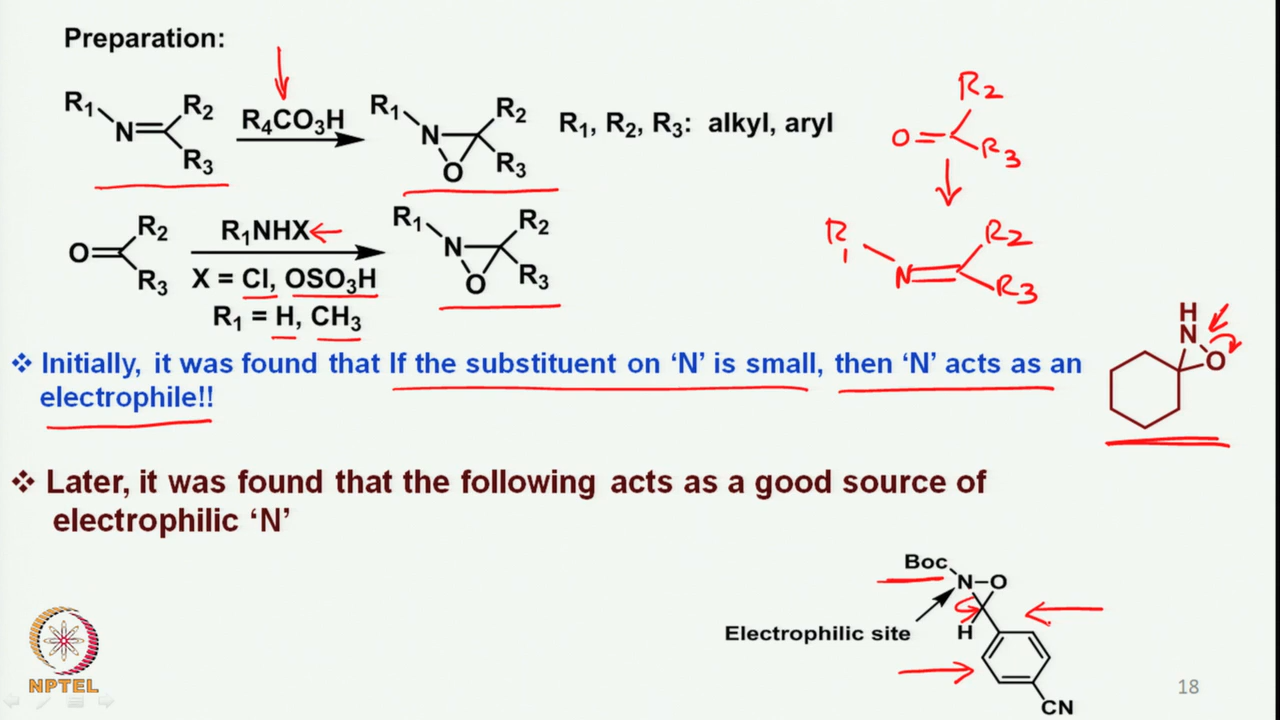 Preparation:
R1 N R2 R3 R4CO3H R1 N O R2 R3 R1, R2, R3: alkyl, aryl
R2
O R3
O R2 R3 R1NHX R1 N O R2 R3
X = Cl, OSO3H
R1 = H, CH3
R1 N R2 R3
H
N
O
❖ Initially, it was found that If the substituent on ‘N’ is small, then ‘N’ acts as an
electrophile!!
❖ Later, it was found that the following acts as a good source of
electrophilic ‘N’
Boc N O
Electrophilic site H
CN
NPTEL
18